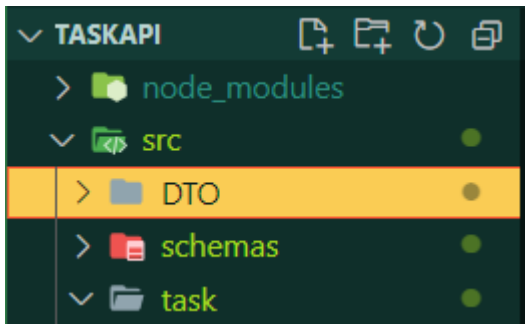 TASKAPI
node_modules
src
DTO
schemas
task